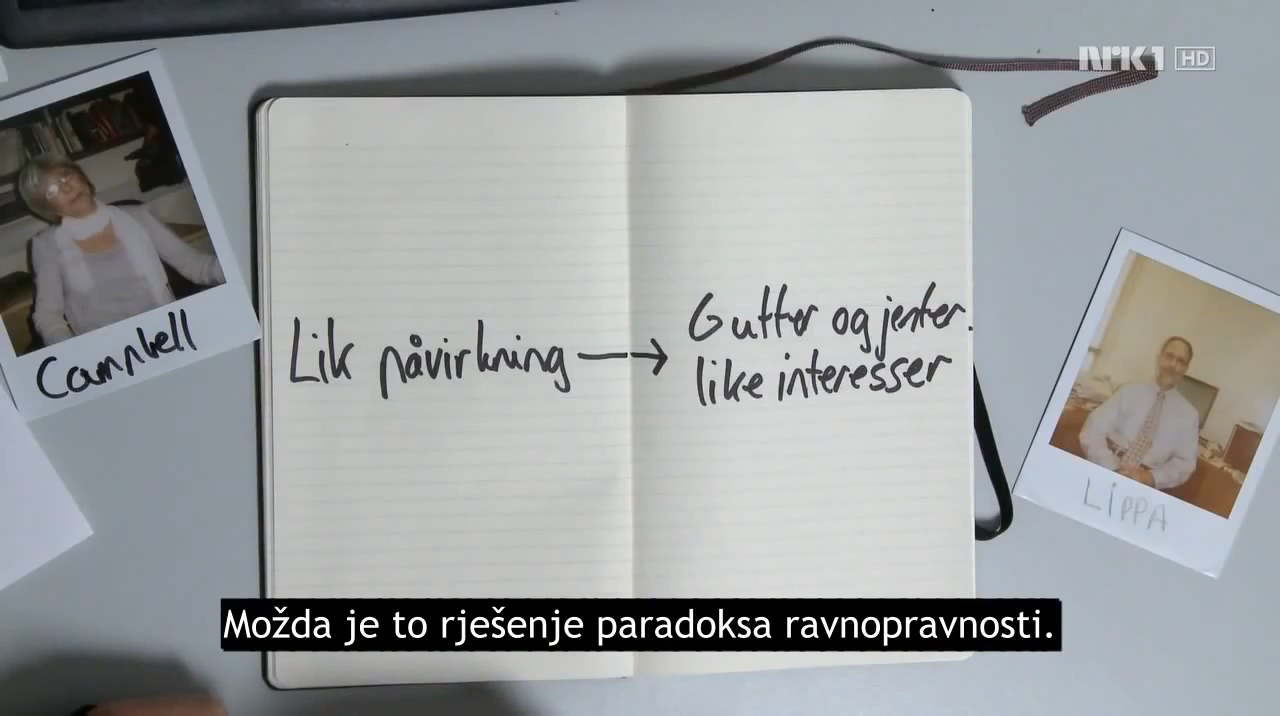 NRK1 HD
Campbell
Lik påvirkning → Gutter og jenter.
like interesser
LIPPA
Možda je to rješenje paradoksa ravnopravnosti.